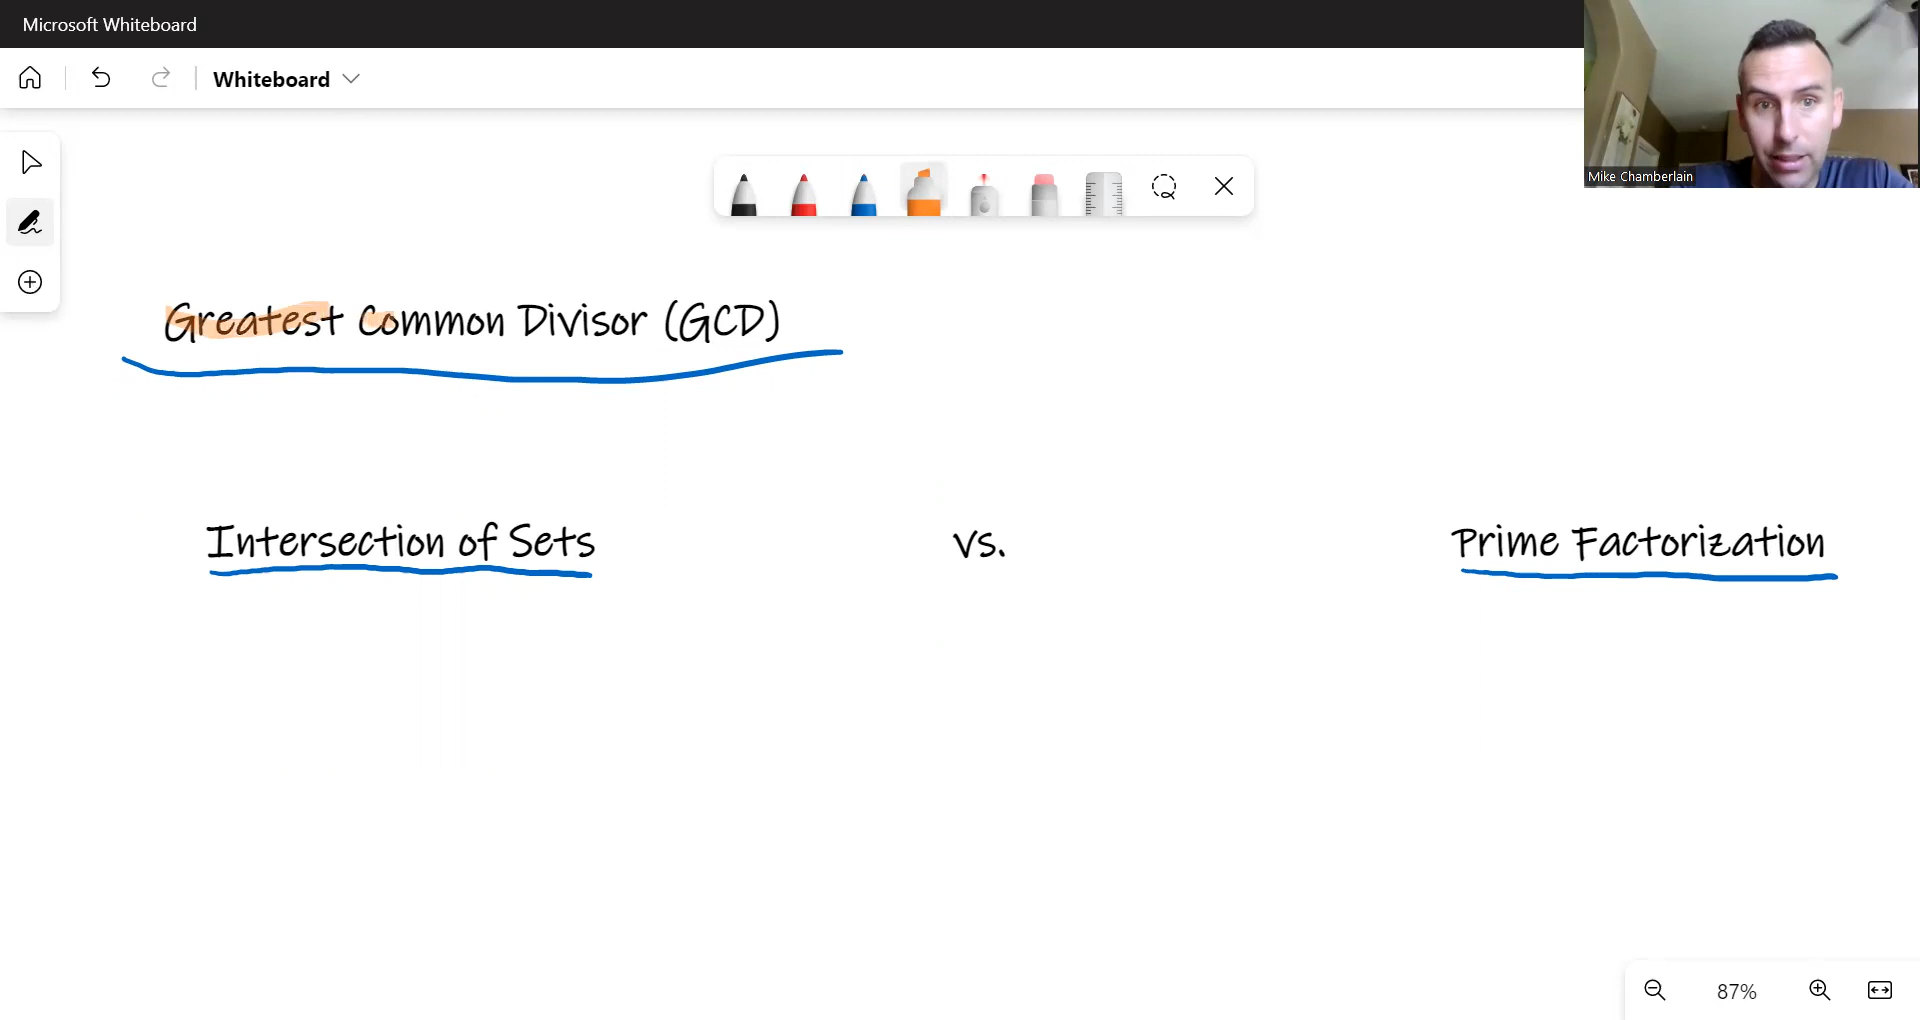 Microsoft Whiteboard
Whiteboard
Mike Chamberlain
Greatest Common Divisor (GCD)
Intersection of Sets vs. Prime Factorization
87%